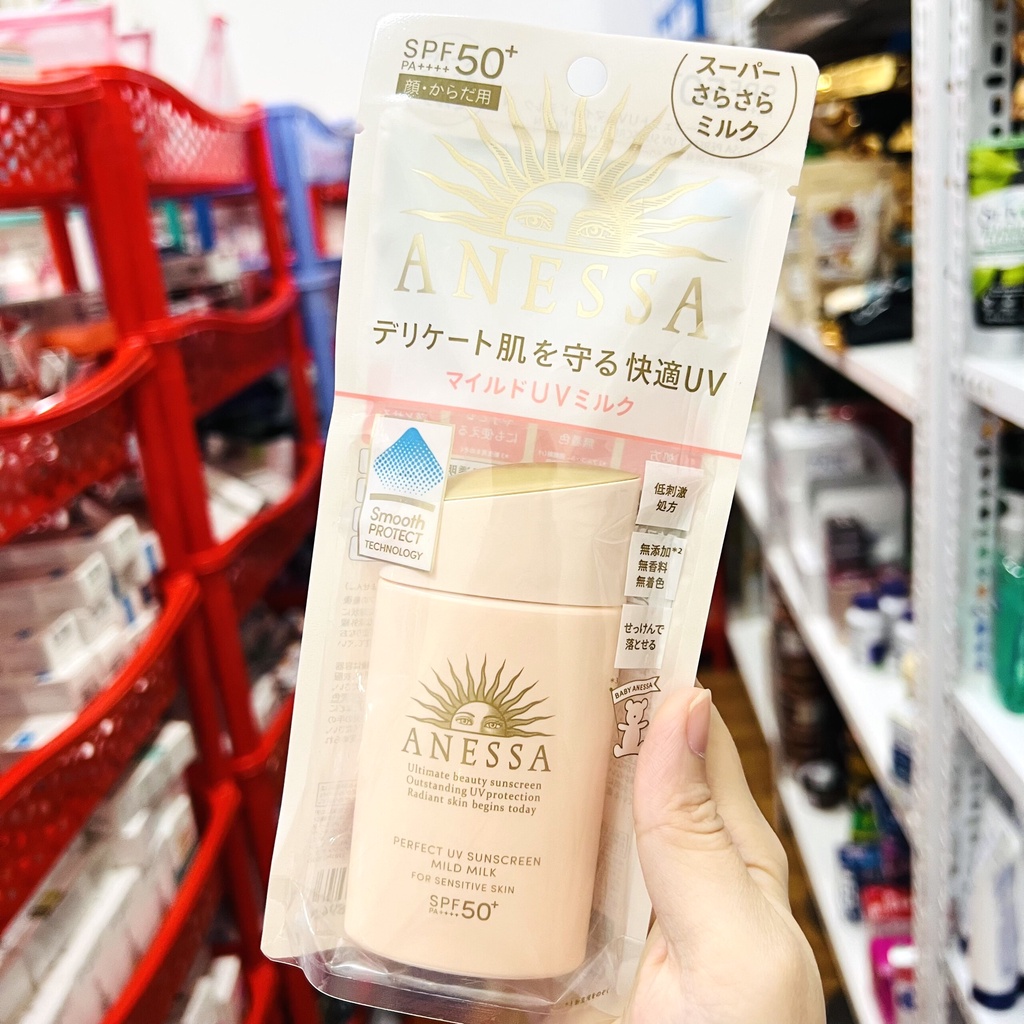 SPF50+
PA++++
顔・からだ用
スーパー
さらさら
ミルク
ANESSA
デリケート肌を守る快適UV
マイルドUVミルク
Smooth
PROTECT
TECHNOLOGY
低刺激
処方
無添加*²
無香料
無着色
せっけんで
落とせる
BABY ANESSA
ANESSA
Ultimate beauty sunscreen
Outstanding UV protection
Radiant skin begins today
PERFECT UV SUNSCREEN
MILD MILK
FOR SENSITIVE SKIN
SPF50+
PA++++